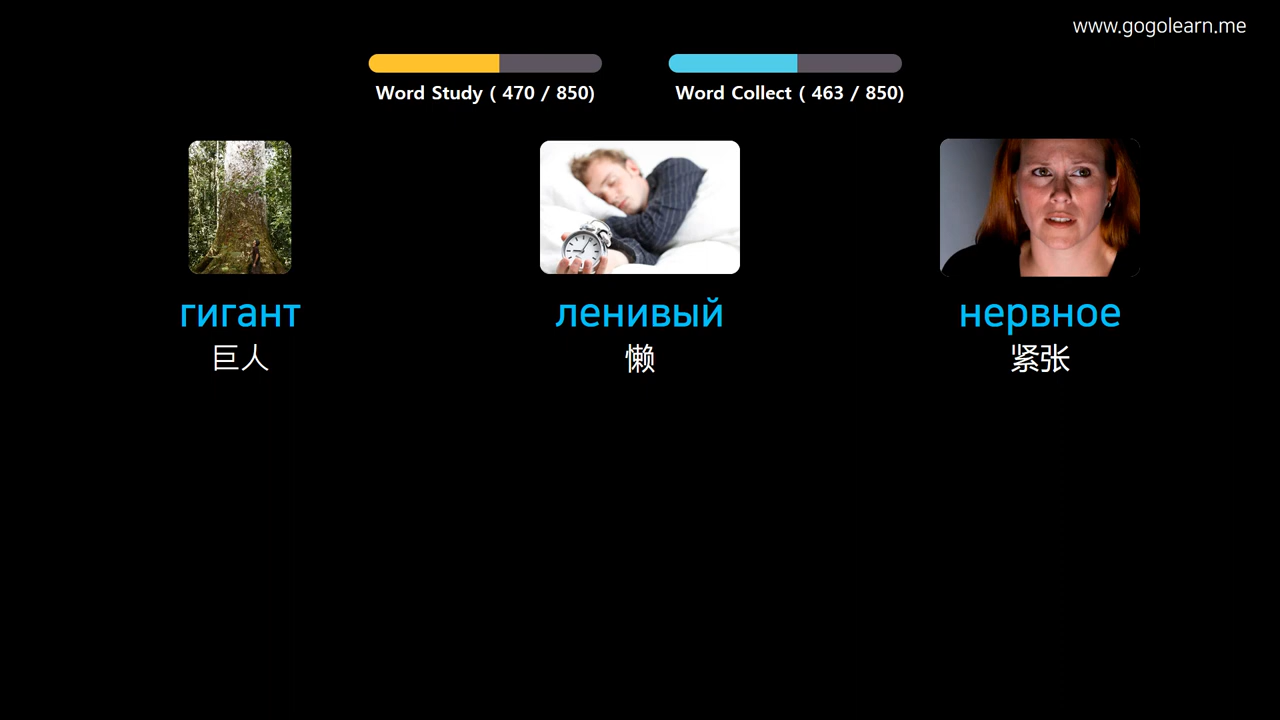 www.gogolearn.me
Word Study ( 470 / 850)
Word Collect ( 463 / 850)
гигант
巨人
ленивый
懒
нервное
紧张